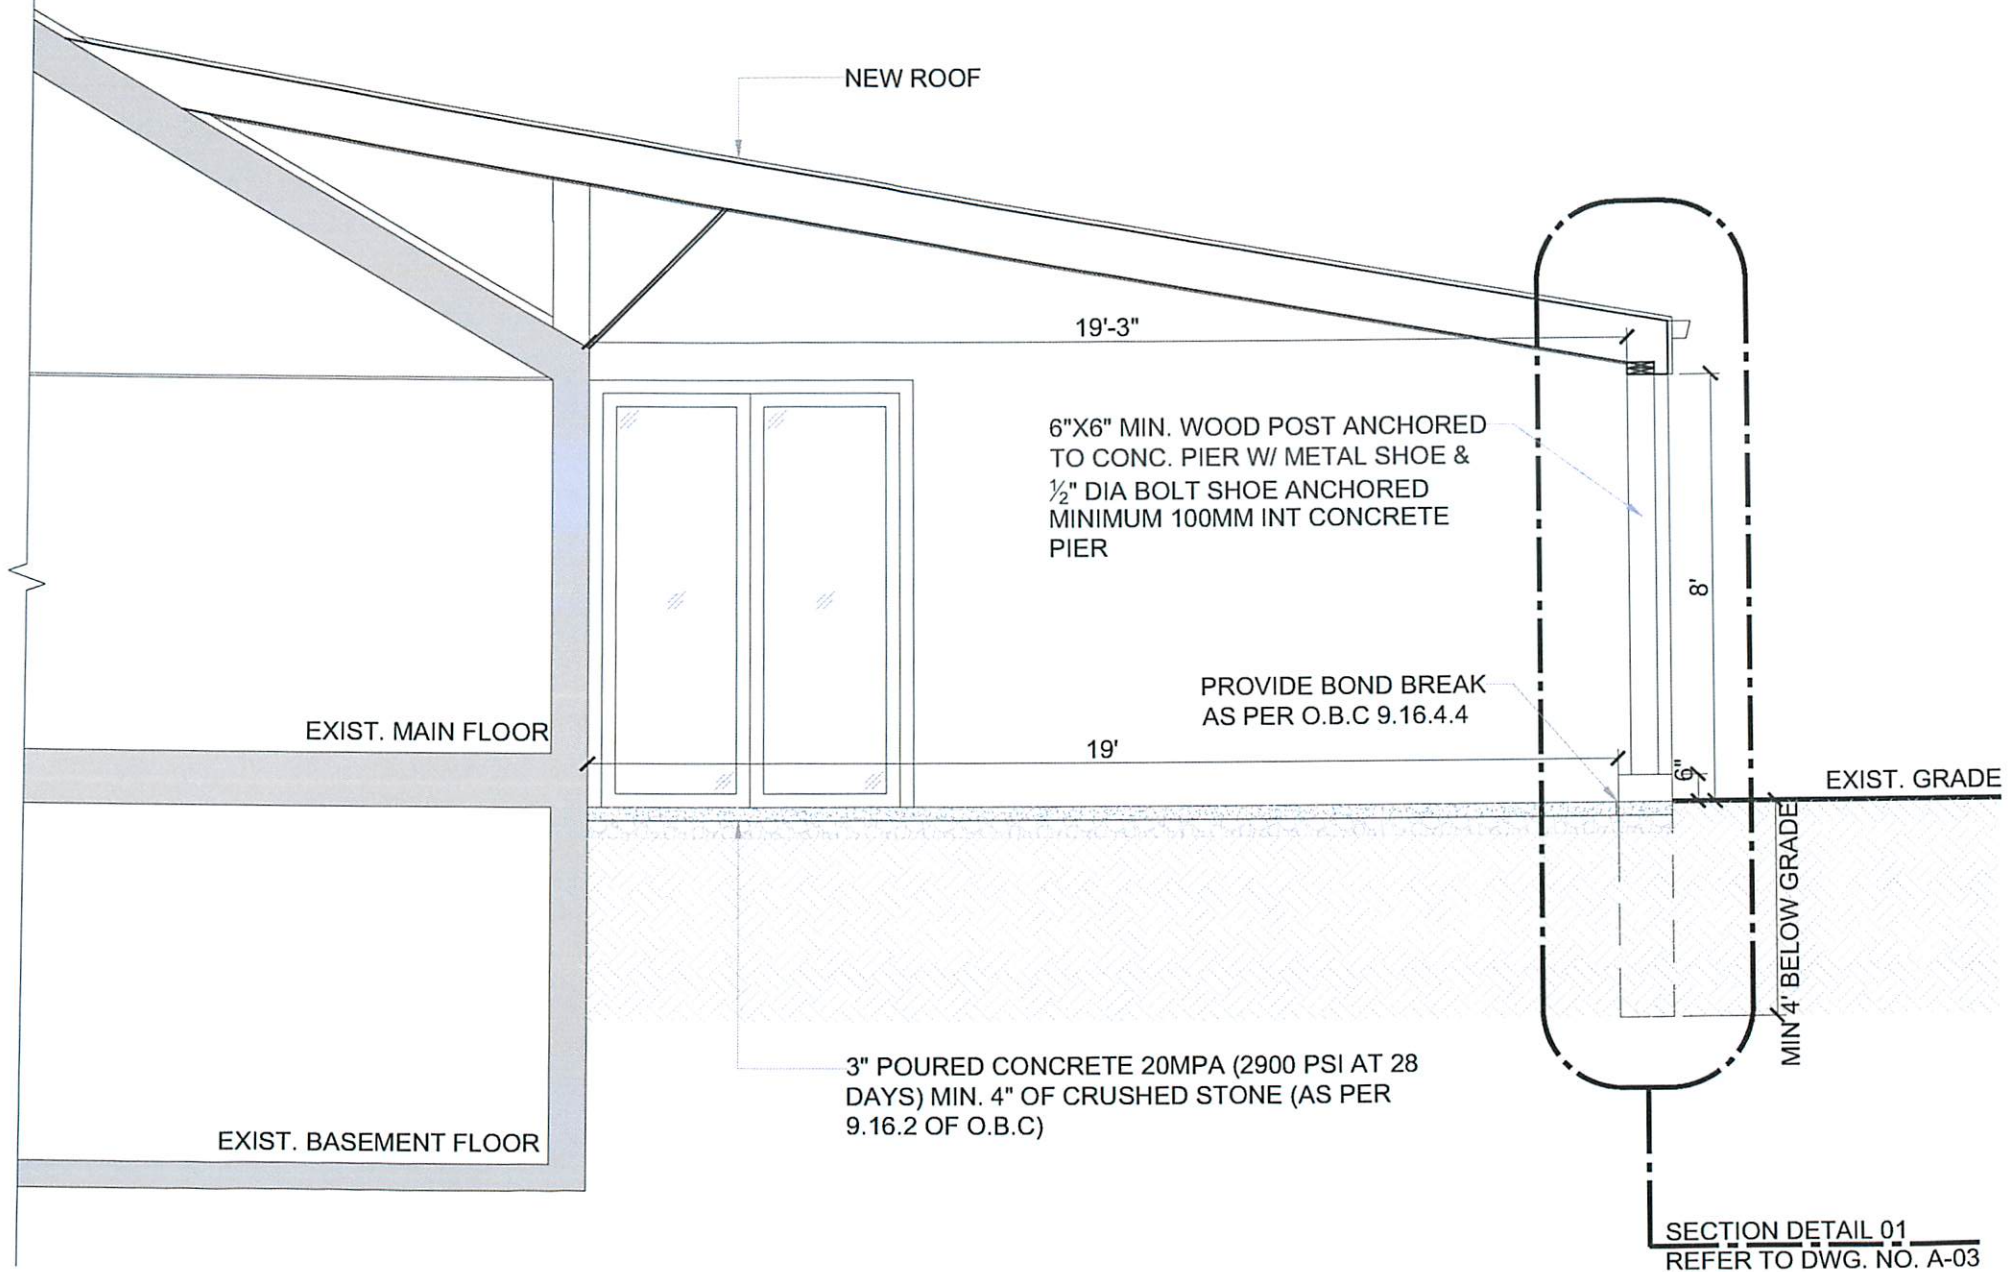 NEW ROOF
19'-3"
6"X6" MIN. WOOD POST ANCHORED
TO CONC. PIER W/ METAL SHOE &
½" DIA BOLT SHOE ANCHORED
MINIMUM 100MM INT CONCRETE
PIER
8'
PROVIDE BOND BREAK
AS PER O.B.C 9.16.4.4
EXIST. MAIN FLOOR
19'
6"
EXIST. GRADE
MIN 4' BELOW GRADE
3" POURED CONCRETE 20MPA (2900 PSI AT 28
DAYS) MIN. 4" OF CRUSHED STONE (AS PER
9.16.2 OF O.B.C)
EXIST. BASEMENT FLOOR
SECTION DETAIL 01
REFER TO DWG. NO. A-03